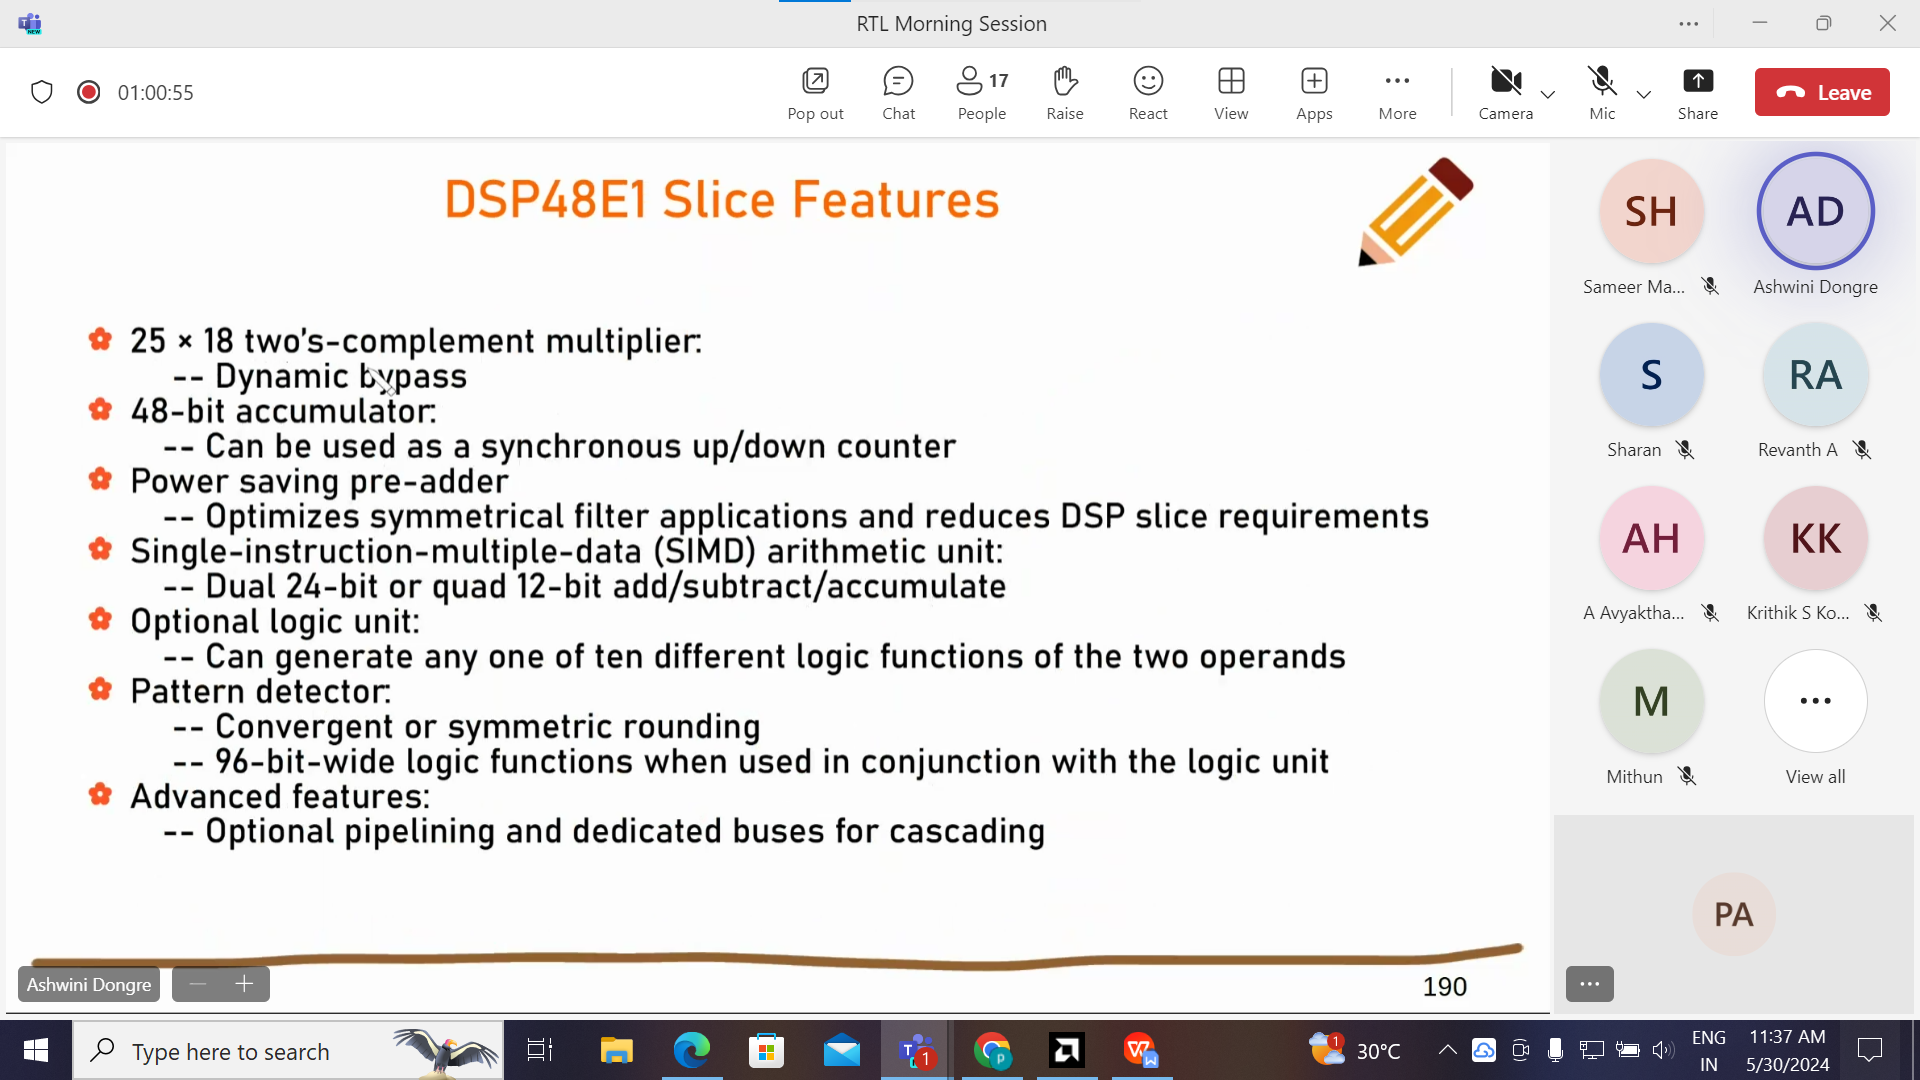 RTL Morning Session
01:00:55
Pop out
Chat
17
People
Raise
React
View
Apps
More
Camera
Mic
Share
Leave
DSP48E1 Slice Features
25 × 18 two's-complement multiplier:
-- Dynamic bypass
48-bit accumulator:
-- Can be used as a synchronous up/down counter
Power saving pre-adder
-- Optimizes symmetrical filter applications and reduces DSP slice requirements
Single-instruction-multiple-data (SIMD) arithmetic unit:
-- Dual 24-bit or quad 12-bit add/subtract/accumulate
Optional logic unit:
-- Can generate any one of ten different logic functions of the two operands
Pattern detector:
-- Convergent or symmetric rounding
-- 96-bit-wide logic functions when used in conjunction with the logic unit
Advanced features:
-- Optional pipelining and dedicated buses for cascading
190
Ashwini Dongre
SH
Sameer Ma...
AD
Ashwini Dongre
S
Sharan
RA
Revanth A
AH
A Avyaktha...
KK
Krithik S Ko...
M
Mithun
View all
PA
Type here to search
1
1
30°C
ENG
IN
11:37 AM
5/30/2024